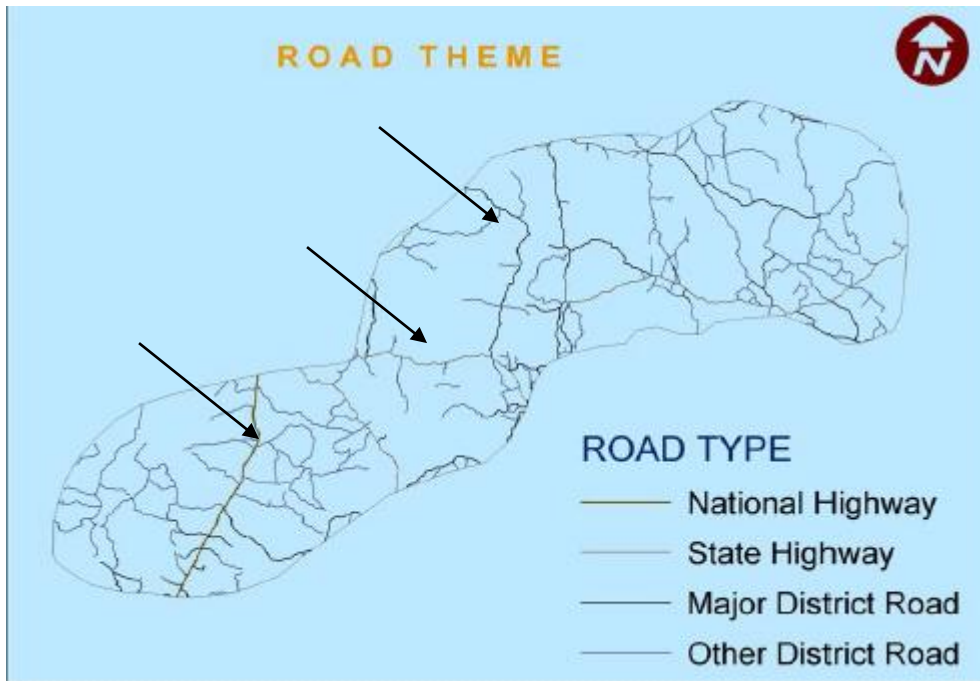 ROAD THEME
N
ROAD TYPE
National Highway
State Highway
Major District Road
Other District Road